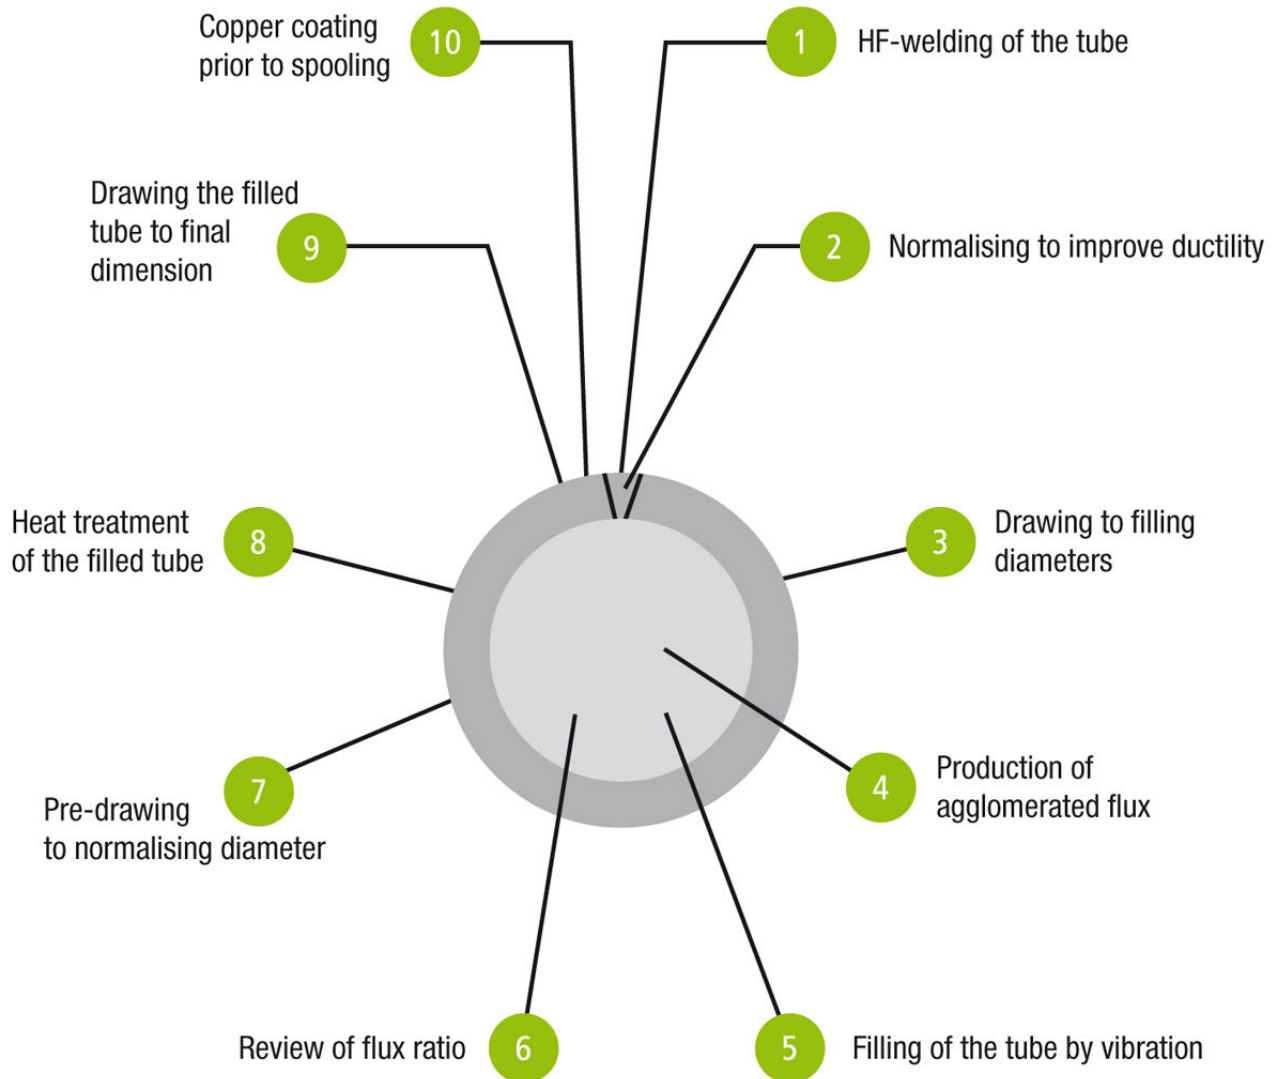 1
HF-welding of the tube
2
Normalising to improve ductility
3
Drawing to filling
diameters
4
Production of
agglomerated flux
5
Filling of the tube by vibration
6
Review of flux ratio
7
Pre-drawing
to normalising diameter
8
Heat treatment
of the filled tube
9
Drawing the filled
tube to final
dimension
10
Copper coating
prior to spooling